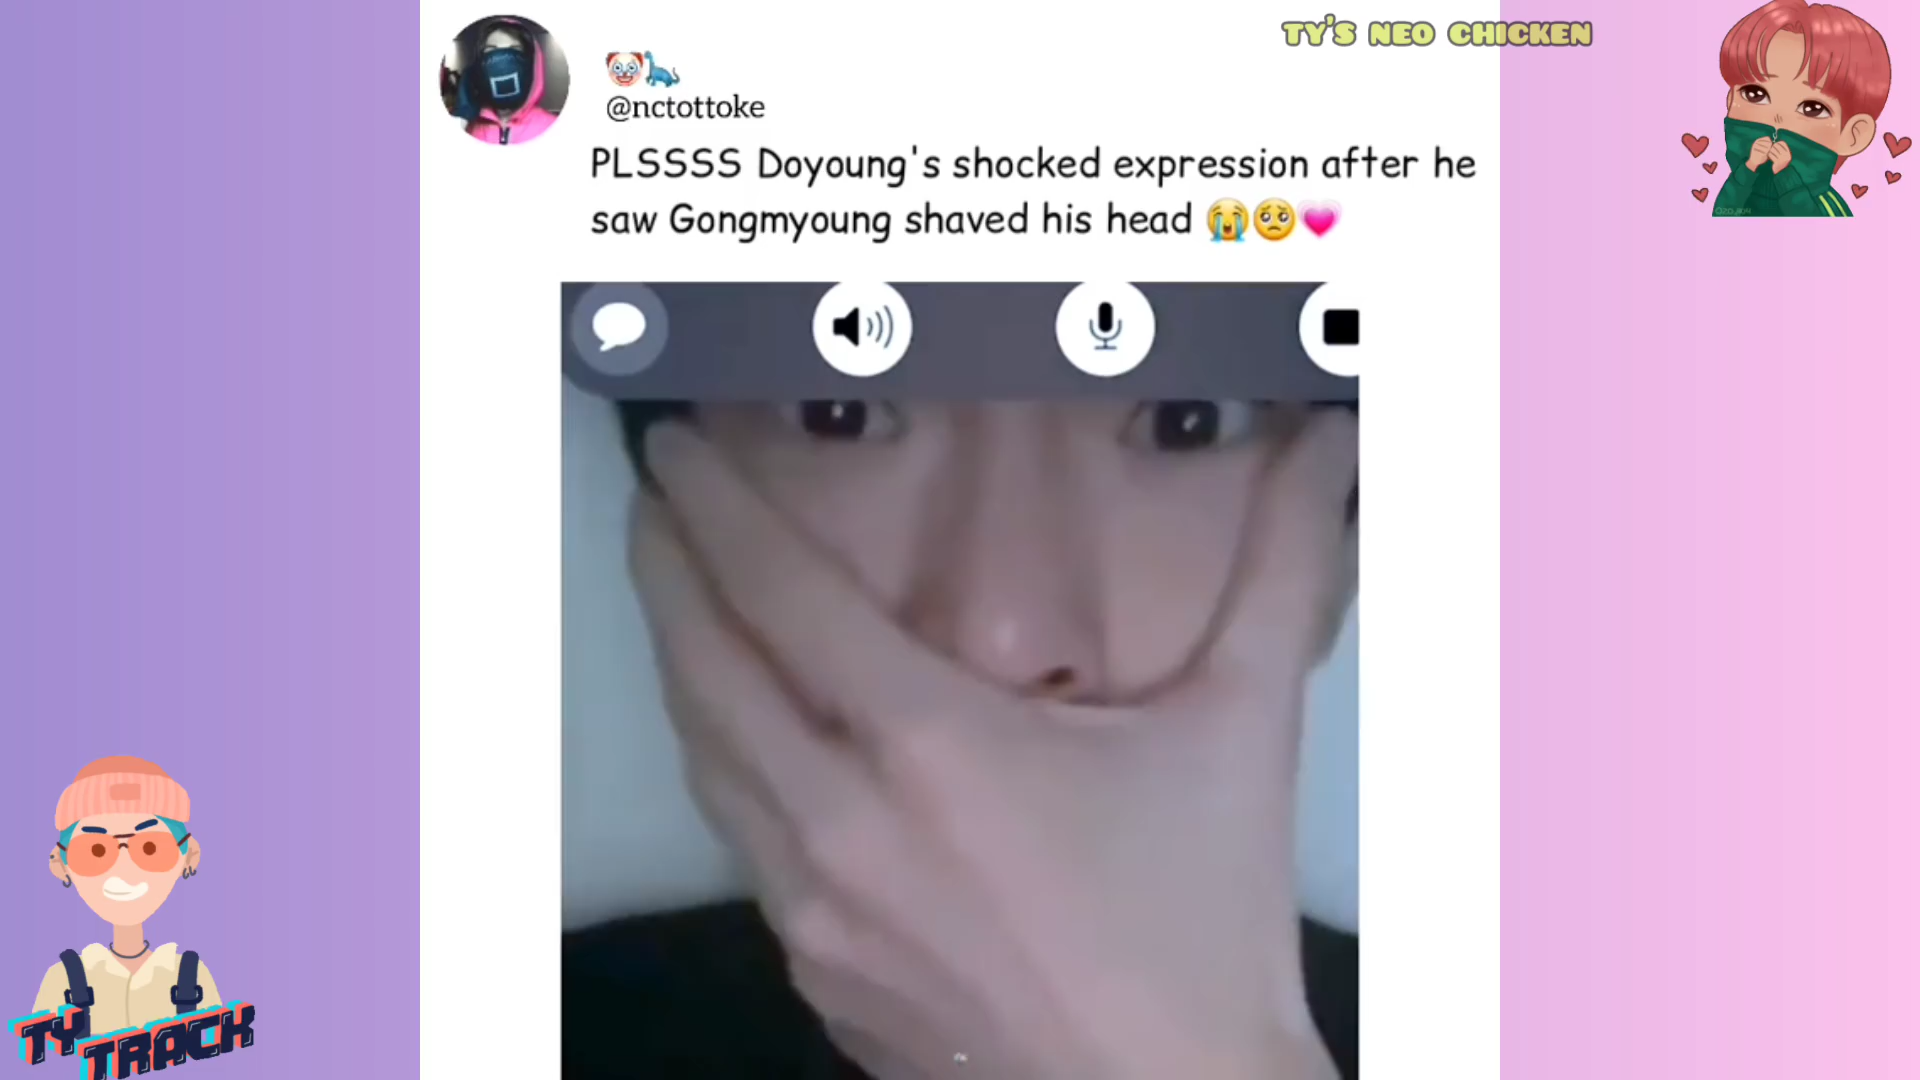 TY'S NEO CHICKEN
🤡🦕
@nctottoke
PLSSSS Doyoung's shocked expression after he
saw Gongmyoung shaved his head 😭🥺💗
TY
TRACK